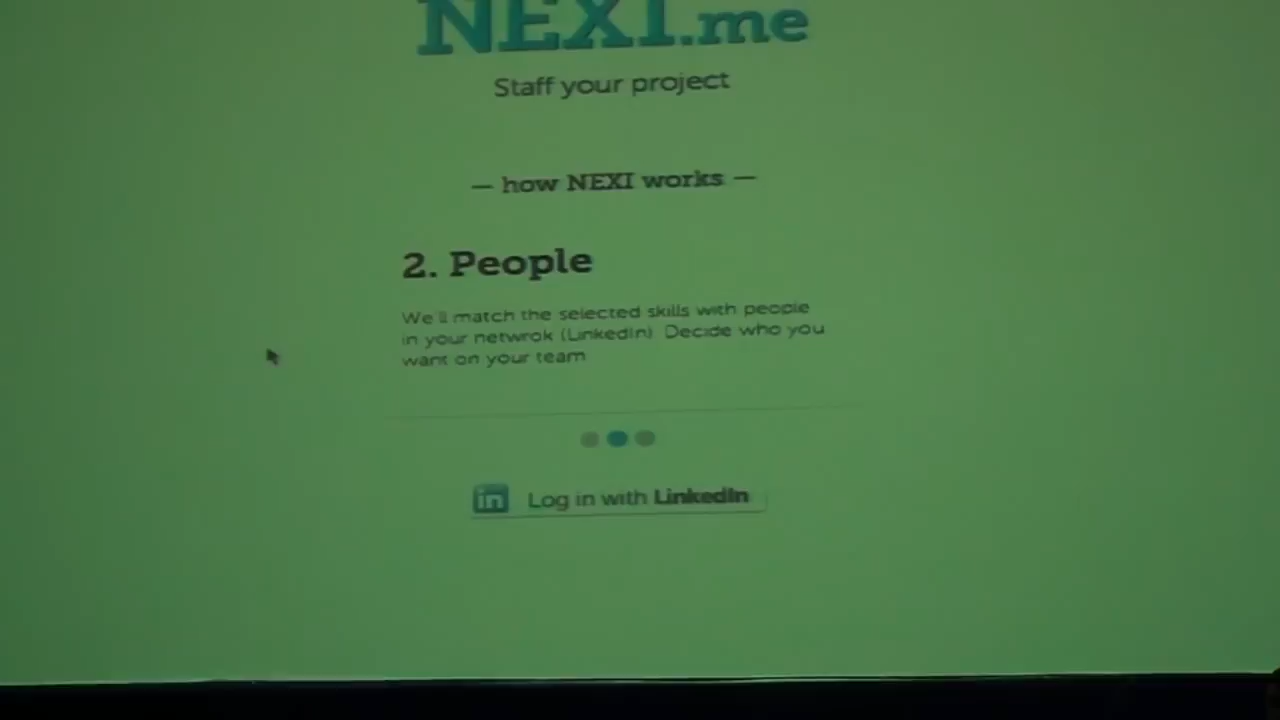 NEXI.me
Staff your project
— how NEXI works —
2. People
We'll match the selected skills with people
in your netwrok (LinkedIn). Decide who you
want on your team
in Log in with LinkedIn